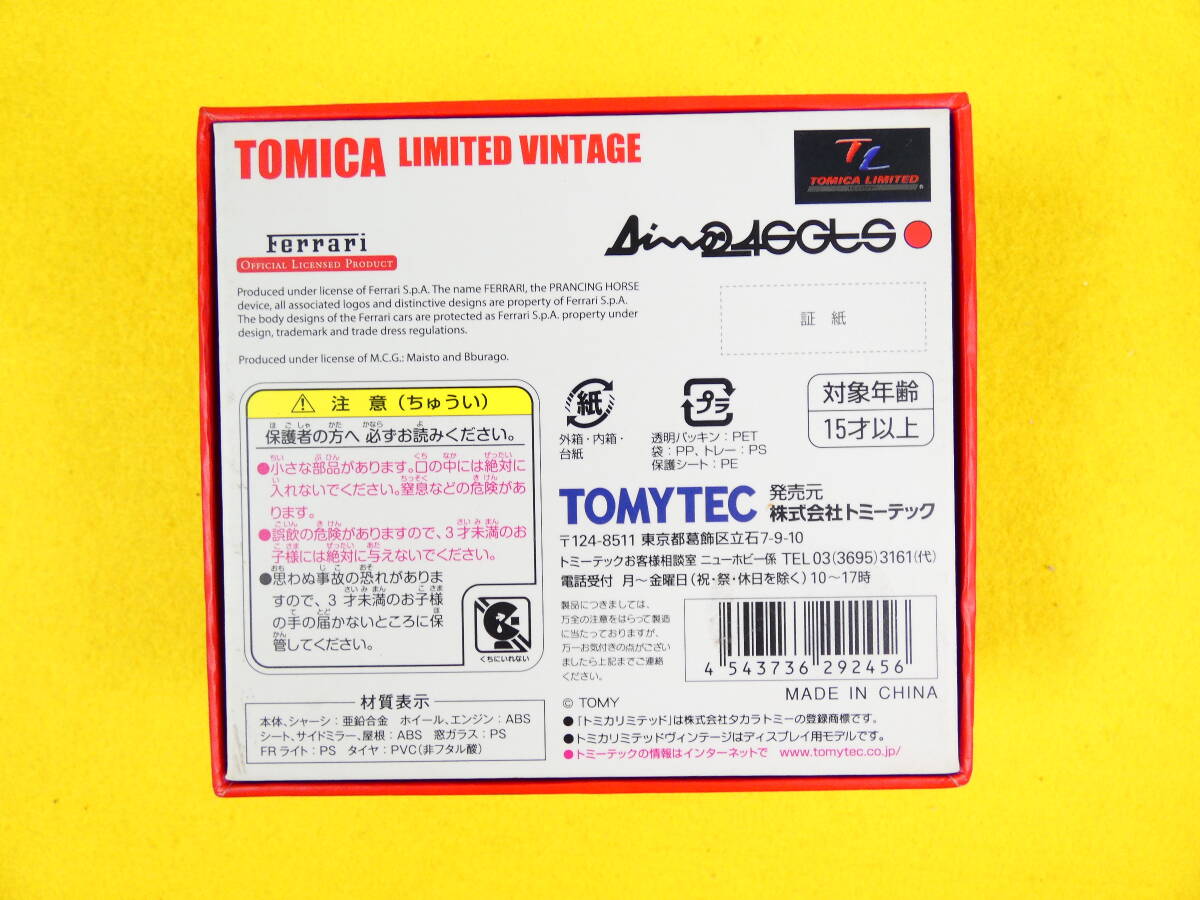 TOMICA LIMITED VINTAGE
TL
TOMICA LIMITED
Ferrari
OFFICIAL LICENSED PRODUCT
Dino 246GTS
Produced under license of Ferrari S.p.A. The name FERRARI, the PRANCING HORSE
device, all associated logos and distinctive designs are property of Ferrari S.p.A.
The body designs of the Ferrari cars are protected as Ferrari S.p.A. property under
design, trademark and trade dress regulations.
Produced under license of M.C.G.: Maisto and Bburago.
証 紙
注 意 (ちゅうい)
保護者の方へ 必ずお読みください。
●小さな部品があります。口の中には絶対に
入れないでください。窒息などの危険があ
ります。
●誤飲の危険がありますので、3才未満のお
子様には絶対に与えないでください。
●思わぬ事故の恐れがありま
すので、3才未満のお子様
の手の届かないところに保
管してください。
くちにいれない
紙
外箱・内箱・
台紙
プラ
透明パッキン:PET
袋:PP、トレー:PS
保護シート:PE
対象年齢
15才以上
TOMYTEC 発売元
株式会社トミーテック
〒124-8511 東京都葛飾区立石7-9-10
トミーテックお客様相談室 ニューホビー係 TEL 03(3695)3161(代)
電話受付 月~金曜日(祝・祭・休日を除く)10~17時
製品につきましては、
万全の注意をはらって製造
に当たっておりますが、
万一お気付きの点がござい
ましたら上記までご連絡
ください。
4 543736 292456
MADE IN CHINA
材質表示
本体、シャーシ:亜鉛合金 ホイール、エンジン:ABS
シート、サイドミラー、屋根:ABS 窓ガラス:PS
FRライト:PS タイヤ:PVC(非フタル酸)
© TOMY
●「トミカリミテッド」は株式会社タカラトミーの登録商標です。
●トミカリミテッドヴィンテージはディスプレイ用モデルです。
●トミーテックの情報はインターネットで www.tomytec.co.jp/